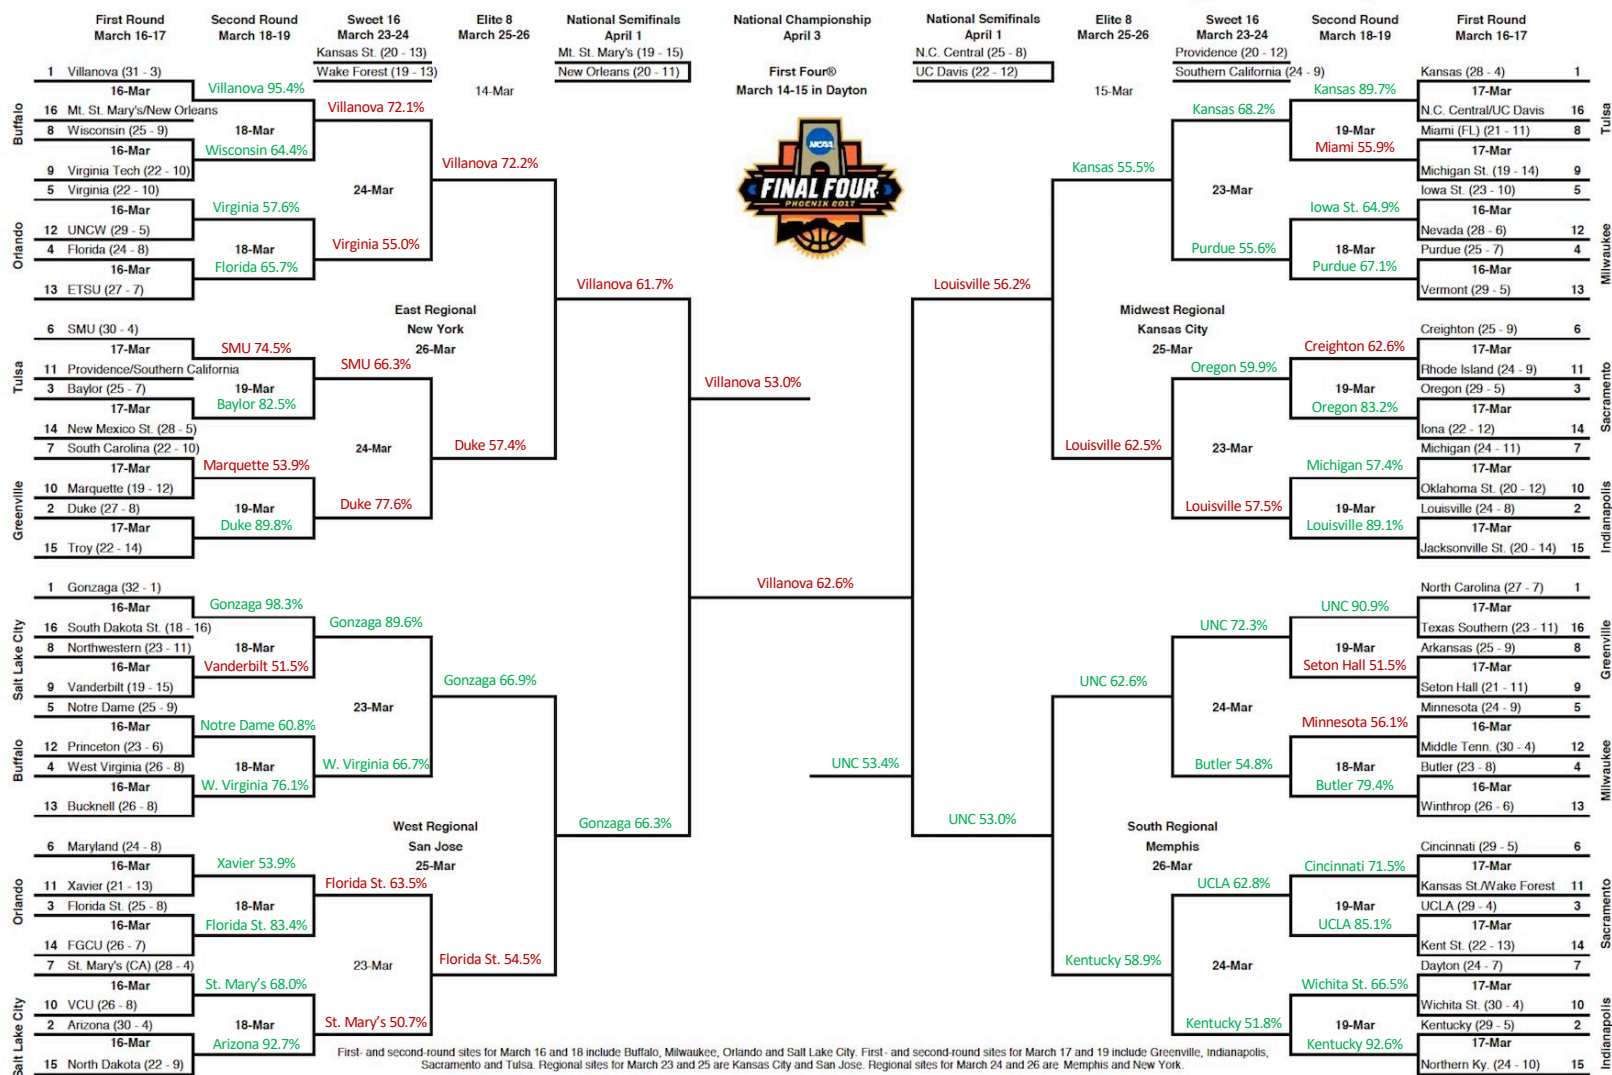 First Round
March 16-17
Second Round
March 18-19
Sweet 16
March 23-24
Elite 8
March 25-26
National Semifinals
April 1
National Championship
April 3
National Semifinals
April 1
Elite 8
March 25-26
Sweet 16
March 23-24
Second Round
March 18-19
First Round
March 16-17
Kansas St. (20 - 13)
Wake Forest (19 - 13)
14-Mar
Mt. St. Mary's (19 - 15)
New Orleans (20 - 11)
First Four®
March 14-15 in Dayton
N.C. Central (25 - 8)
UC Davis (22 - 12)
15-Mar
Providence (20 - 12)
Southern California (24 - 9)
NCAA
FINAL FOUR
PHOENIX 2017
Buffalo
1 Villanova (31 - 3)
16-Mar
16 Mt. St. Mary's/New Orleans
8 Wisconsin (25 - 9)
16-Mar
9 Virginia Tech (22 - 10)
Villanova 95.4%
18-Mar
Wisconsin 64.4%
Villanova 72.1%
Orlando
5 Virginia (22 - 10)
16-Mar
12 UNCW (29 - 5)
4 Florida (24 - 8)
16-Mar
13 ETSU (27 - 7)
Virginia 57.6%
18-Mar
Florida 65.7%
Virginia 55.0%
24-Mar
Villanova 72.2%
East Regional
New York
26-Mar
Villanova 61.7%
Tulsa
6 SMU (30 - 4)
17-Mar
11 Providence/Southern California
3 Baylor (25 - 7)
17-Mar
14 New Mexico St. (28 - 5)
SMU 74.5%
19-Mar
Baylor 82.5%
SMU 66.3%
Greenville
7 South Carolina (22 - 10)
17-Mar
10 Marquette (19 - 12)
2 Duke (27 - 8)
17-Mar
15 Troy (22 - 14)
Marquette 53.9%
19-Mar
Duke 89.8%
Duke 77.6%
24-Mar
Duke 57.4%
Villanova 53.0%
Villanova 62.6%
Salt Lake City
1 Gonzaga (32 - 1)
16-Mar
16 South Dakota St. (18 - 16)
8 Northwestern (23 - 11)
16-Mar
9 Vanderbilt (19 - 15)
Gonzaga 98.3%
18-Mar
Vanderbilt 51.5%
Gonzaga 89.6%
Buffalo
5 Notre Dame (25 - 9)
16-Mar
12 Princeton (23 - 6)
4 West Virginia (26 - 8)
16-Mar
13 Bucknell (26 - 8)
Notre Dame 60.8%
18-Mar
W. Virginia 76.1%
W. Virginia 66.7%
23-Mar
Gonzaga 66.9%
West Regional
San Jose
25-Mar
Gonzaga 66.3%
Orlando
6 Maryland (24 - 8)
16-Mar
11 Xavier (21 - 13)
3 Florida St. (25 - 8)
16-Mar
14 FGCU (26 - 7)
Xavier 53.9%
18-Mar
Florida St. 83.4%
Florida St. 63.5%
Salt Lake City
7 St. Mary's (CA) (28 - 4)
16-Mar
10 VCU (26 - 8)
2 Arizona (30 - 4)
16-Mar
15 North Dakota (22 - 9)
St. Mary's 68.0%
18-Mar
Arizona 92.7%
St. Mary's 50.7%
23-Mar
Florida St. 54.5%
Tulsa
Kansas (28 - 4) 1
17-Mar
N.C. Central/UC Davis 16
Miami (FL) (21 - 11) 8
17-Mar
Michigan St. (19 - 14) 9
Kansas 89.7%
19-Mar
Miami 55.9%
Kansas 68.2%
Milwaukee
Iowa St. (23 - 10) 5
16-Mar
Nevada (28 - 6) 12
Purdue (25 - 7) 4
16-Mar
Vermont (29 - 5) 13
Iowa St. 64.9%
18-Mar
Purdue 67.1%
Purdue 55.6%
23-Mar
Kansas 55.5%
Midwest Regional
Kansas City
25-Mar
Louisville 56.2%
Sacramento
Creighton (25 - 9) 6
17-Mar
Rhode Island (24 - 9) 11
Oregon (29 - 5) 3
17-Mar
Iona (22 - 12) 14
Creighton 62.6%
19-Mar
Oregon 83.2%
Oregon 59.9%
Indianapolis
Michigan (24 - 11) 7
17-Mar
Oklahoma St. (20 - 12) 10
Louisville (24 - 8) 2
17-Mar
Jacksonville St. (20 - 14) 15
Michigan 57.4%
19-Mar
Louisville 89.1%
Louisville 57.5%
23-Mar
Louisville 62.5%
Greenville
North Carolina (27 - 7) 1
17-Mar
Texas Southern (23 - 11) 16
Arkansas (25 - 9) 8
17-Mar
Seton Hall (21 - 11) 9
UNC 90.9%
19-Mar
Seton Hall 51.5%
UNC 72.3%
Milwaukee
Minnesota (24 - 9) 5
16-Mar
Middle Tenn. (30 - 4) 12
Butler (23 - 8) 4
16-Mar
Winthrop (26 - 6) 13
Minnesota 56.1%
18-Mar
Butler 79.4%
Butler 54.8%
24-Mar
UNC 62.6%
UNC 53.4%
South Regional
Memphis
26-Mar
UNC 53.0%
Sacramento
Cincinnati (29 - 5) 6
17-Mar
Kansas St./Wake Forest 11
UCLA (29 - 4) 3
17-Mar
Kent St. (22 - 13) 14
Cincinnati 71.5%
19-Mar
UCLA 85.1%
UCLA 62.8%
Indianapolis
Dayton (24 - 7) 7
17-Mar
Wichita St. (30 - 4) 10
Kentucky (29 - 5) 2
17-Mar
Northern Ky. (24 - 10) 15
Wichita St. 66.5%
19-Mar
Kentucky 92.6%
Kentucky 51.8%
24-Mar
Kentucky 58.9%
First- and second-round sites for March 16 and 18 include Buffalo, Milwaukee, Orlando and Salt Lake City. First- and second-round sites for March 17 and 19 include Greenville, Indianapolis,
Sacramento and Tulsa. Regional sites for March 23 and 25 are Kansas City and San Jose. Regional sites for March 24 and 26 are Memphis and New York.